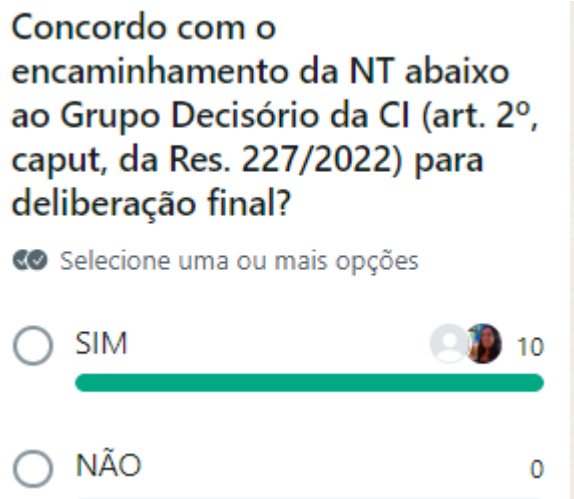 Concordo com o
encaminhamento da NT abaixo
ao Grupo Decisório da CI (art. 2º,
caput, da Res. 227/2022) para
deliberação final?
Selecione uma ou mais opções
SIM 10
NÃO 0